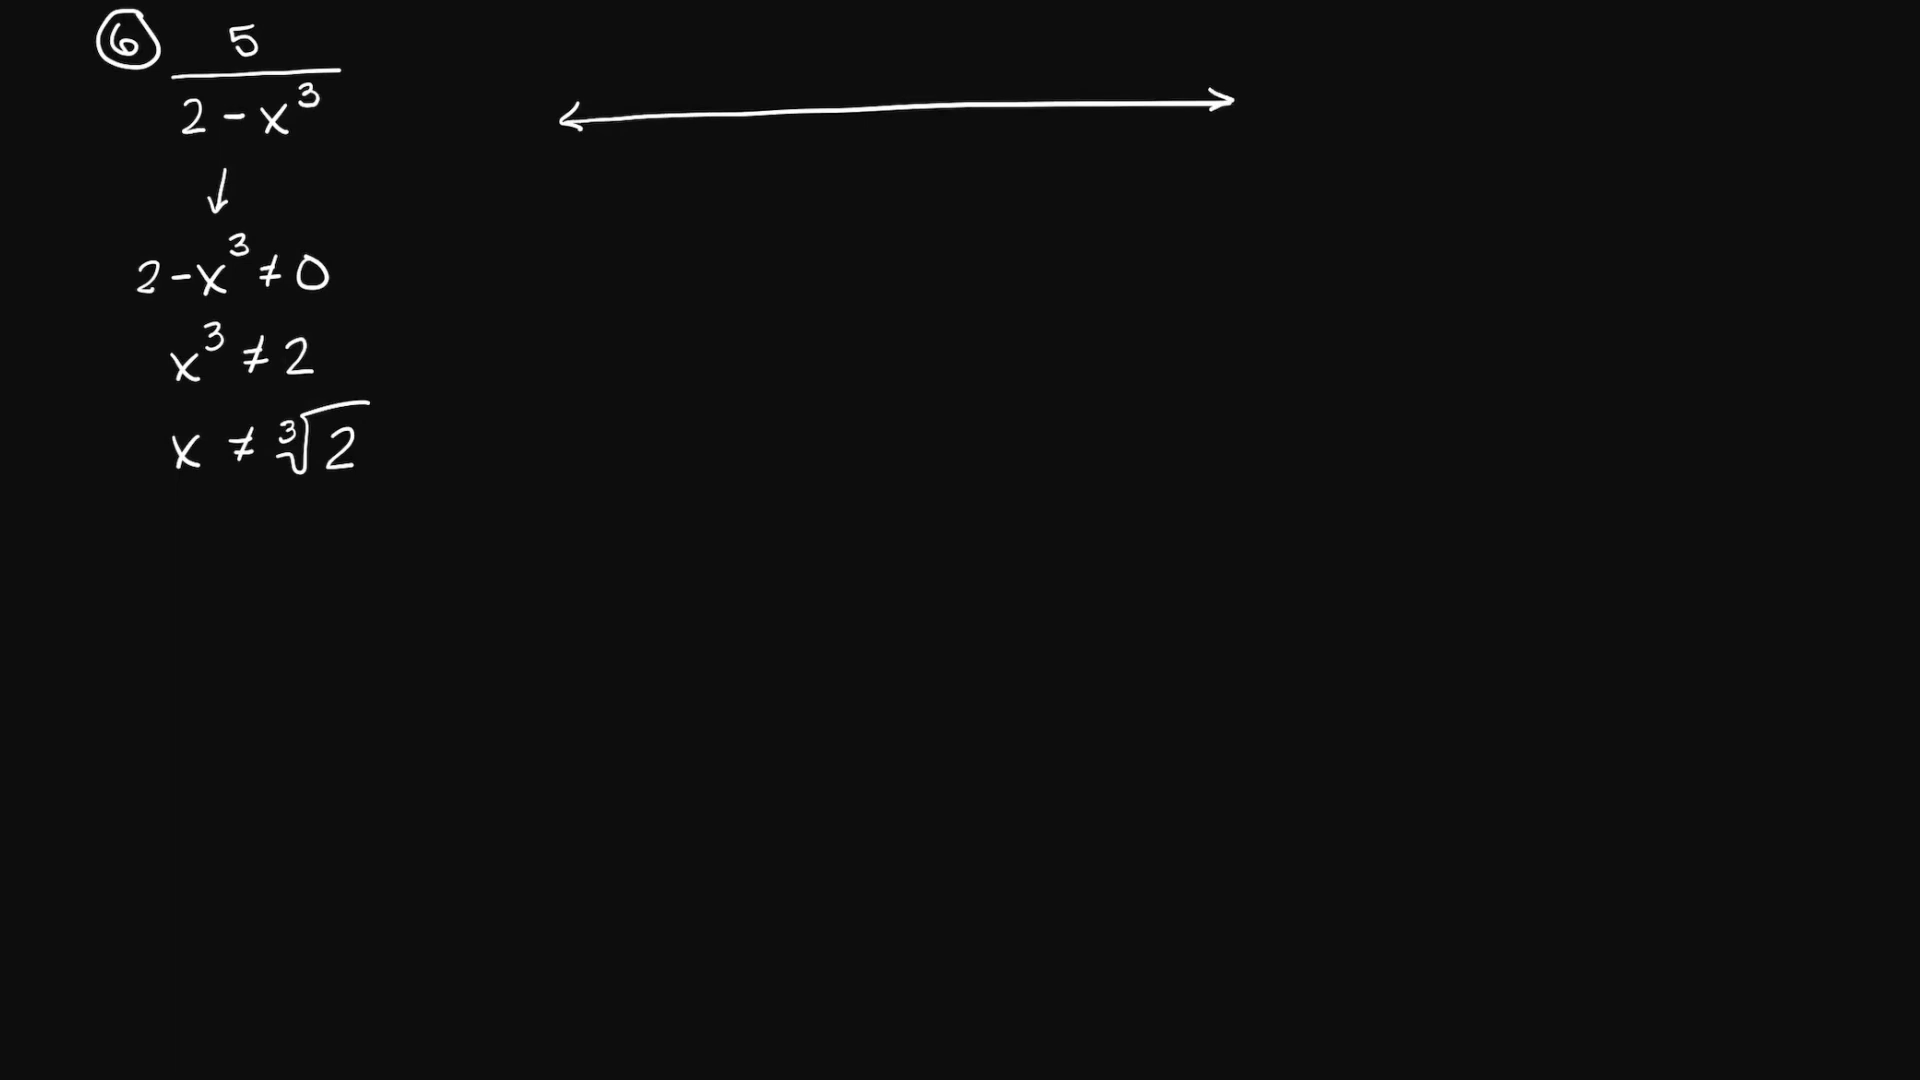 ⑥ 5/(2 - x³)
↓
2 - x³ ≠ 0
x³ ≠ 2
x ≠ ∛2